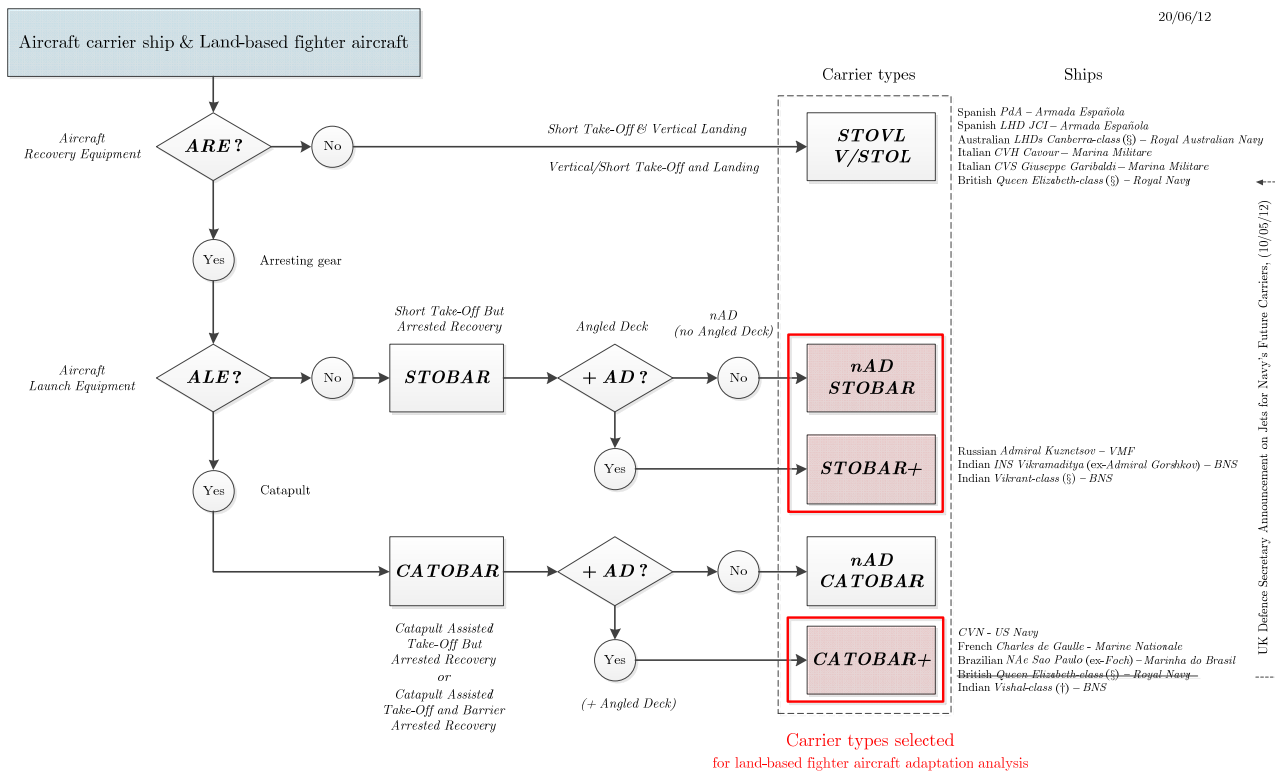 20/06/12
Aircraft carrier ship & Land-based fighter aircraft
Carrier types
Ships
Aircraft
Recovery Equipment
ARE?
No
Short Take-Off & Vertical Landing
Vertical/Short Take-Off and Landing
STOVL
V/STOL
Spanish PdA – Armada Española
Spanish LHD JCI – Armada Española
Australian LHDs Canberra-class (§) – Royal Australian Navy
Italian CVH Cavour – Marina Militare
Italian CVS Giuseppe Garibaldi – Marina Militare
British Queen Elizabeth-class (§) – Royal Navy
Yes
Arresting gear
Aircraft
Launch Equipment
ALE?
No
Short Take-Off But
Arrested Recovery
STOBAR
Angled Deck
+ AD?
nAD
(no Angled Deck)
No
nAD
STOBAR
Yes
STOBAR+
Russian Admiral Kuznetsov – VMF
Indian INS Vikramaditya (ex-Admiral Gorshkov) – BNS
Indian Vikrant-class (§) – BNS
Yes
Catapult
CATOBAR
Catapult Assisted
Take-Off But
Arrested Recovery
or
Catapult Assisted
Take-Off and Barrier
Arrested Recovery
+ AD?
No
nAD
CATOBAR
Yes
(+ Angled Deck)
CATOBAR+
CVN - US Navy
French Charles de Gaulle - Marine Nationale
Brazilian NAe Sao Paulo (ex-Foch) – Marinha do Brasil
British Queen Elizabeth-class (§) – Royal Navy
Indian Vishal-class (†) – BNS
UK Defence Secretary Announcement on Jets for Navy's Future Carriers, (10/05/12)
Carrier types selected
for land-based fighter aircraft adaptation analysis